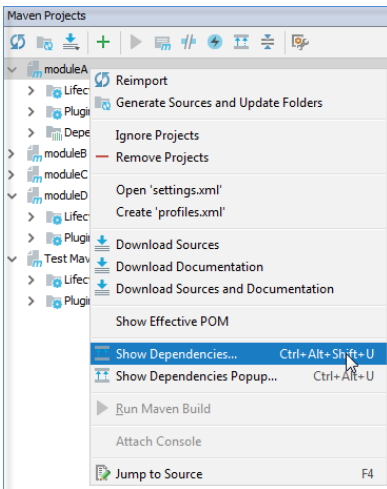 Maven Projects
moduleA
Reimport
Lifec
Generate Sources and Update Folders
Plugi
Depe
Ignore Projects
moduleB
Remove Projects
moduleC
moduleD
Open 'settings.xml'
Lifec
Create 'profiles.xml'
Plugi
Download Sources
Test Mav
Download Documentation
Lifec
Download Sources and Documentation
Plugi
Show Effective POM
Show Dependencies... Ctrl+Alt+Shift+U
Show Dependencies Popup... Ctrl+Alt+U
Run Maven Build
Attach Console
Jump to Source F4